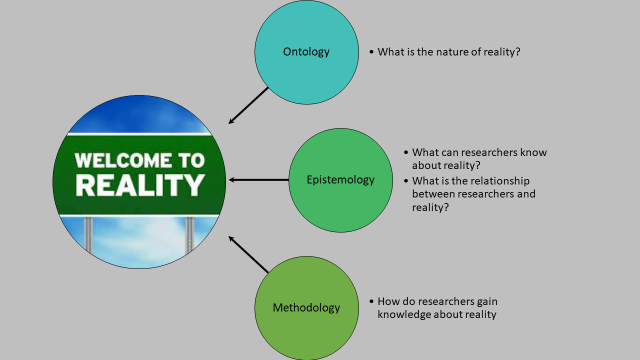 Ontology
• What is the nature of reality?
WELCOME TO
REALITY
Epistemology
• What can researchers know
about reality?
• What is the relationship
between researchers and
reality?
Methodology
• How do researchers gain
knowledge about reality